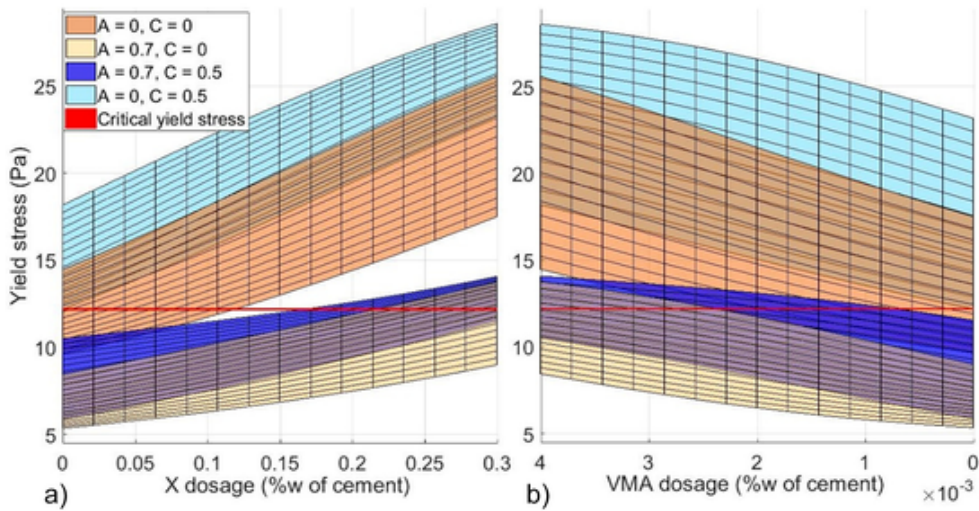 A = 0, C = 0
A = 0.7, C = 0
A = 0.7, C = 0.5
A = 0, C = 0.5
Critical yield stress
Yield stress (Pa)
25
20
15
10
5
0 0.05 0.1 0.15 0.2 0.25 0.3
X dosage (%w of cement)
a)
25
20
15
10
5
4 3 2 1 0
VMA dosage (%w of cement)
×10⁻³
b)